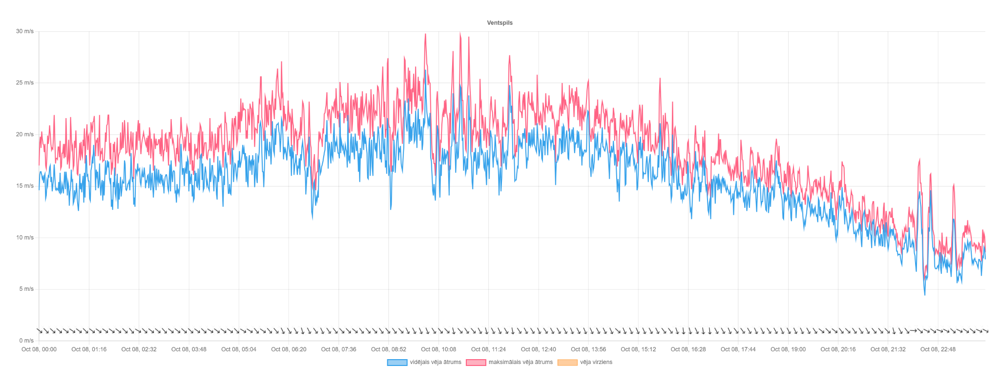 Ventspils
30 m/s
25 m/s
20 m/s
15 m/s
10 m/s
5 m/s
0 m/s
Oct 08, 00:00 Oct 08, 01:16 Oct 08, 02:32 Oct 08, 03:48 Oct 08, 05:04 Oct 08, 06:20 Oct 08, 07:36 Oct 08, 08:52 Oct 08, 10:08 Oct 08, 11:24 Oct 08, 12:40 Oct 08, 13:56 Oct 08, 15:12 Oct 08, 16:28 Oct 08, 17:44 Oct 08, 19:00 Oct 08, 20:16 Oct 08, 21:32 Oct 08, 22:48
vidējais vēja ātrums maksimālais vēja ātrums vēja virziens